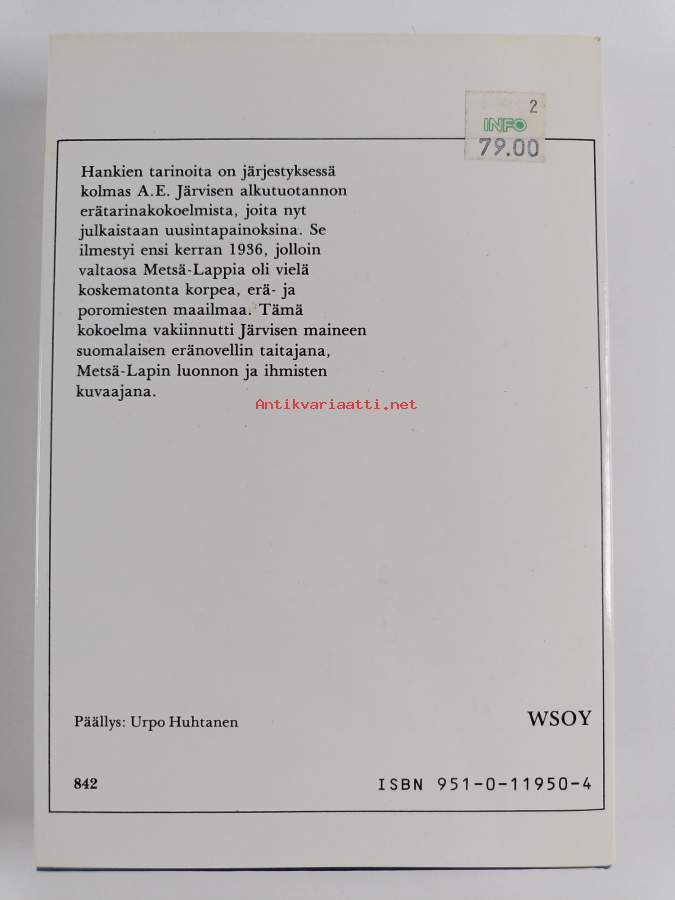 2
INFO
79.00
Hankien tarinoita on järjestyksessä
kolmas A.E. Järvisen alkutuotannon
erätarinakokoelmista, joita nyt
julkaistaan uusintapainoksina. Se
ilmestyi ensi kerran 1936, jolloin
valtaosa Metsä-Lappia oli vielä
koskematonta korpea, erä- ja
poromiesten maailmaa. Tämä
kokoelma vakiinnutti Järvisen maineen
suomalaisen eränovellin taitajana,
Metsä-Lapin luonnon ja ihmisten
kuvaajana.
Antikvariaatti.net
Päällys: Urpo Huhtanen
WSOY
842
ISBN 951-0-11950-4